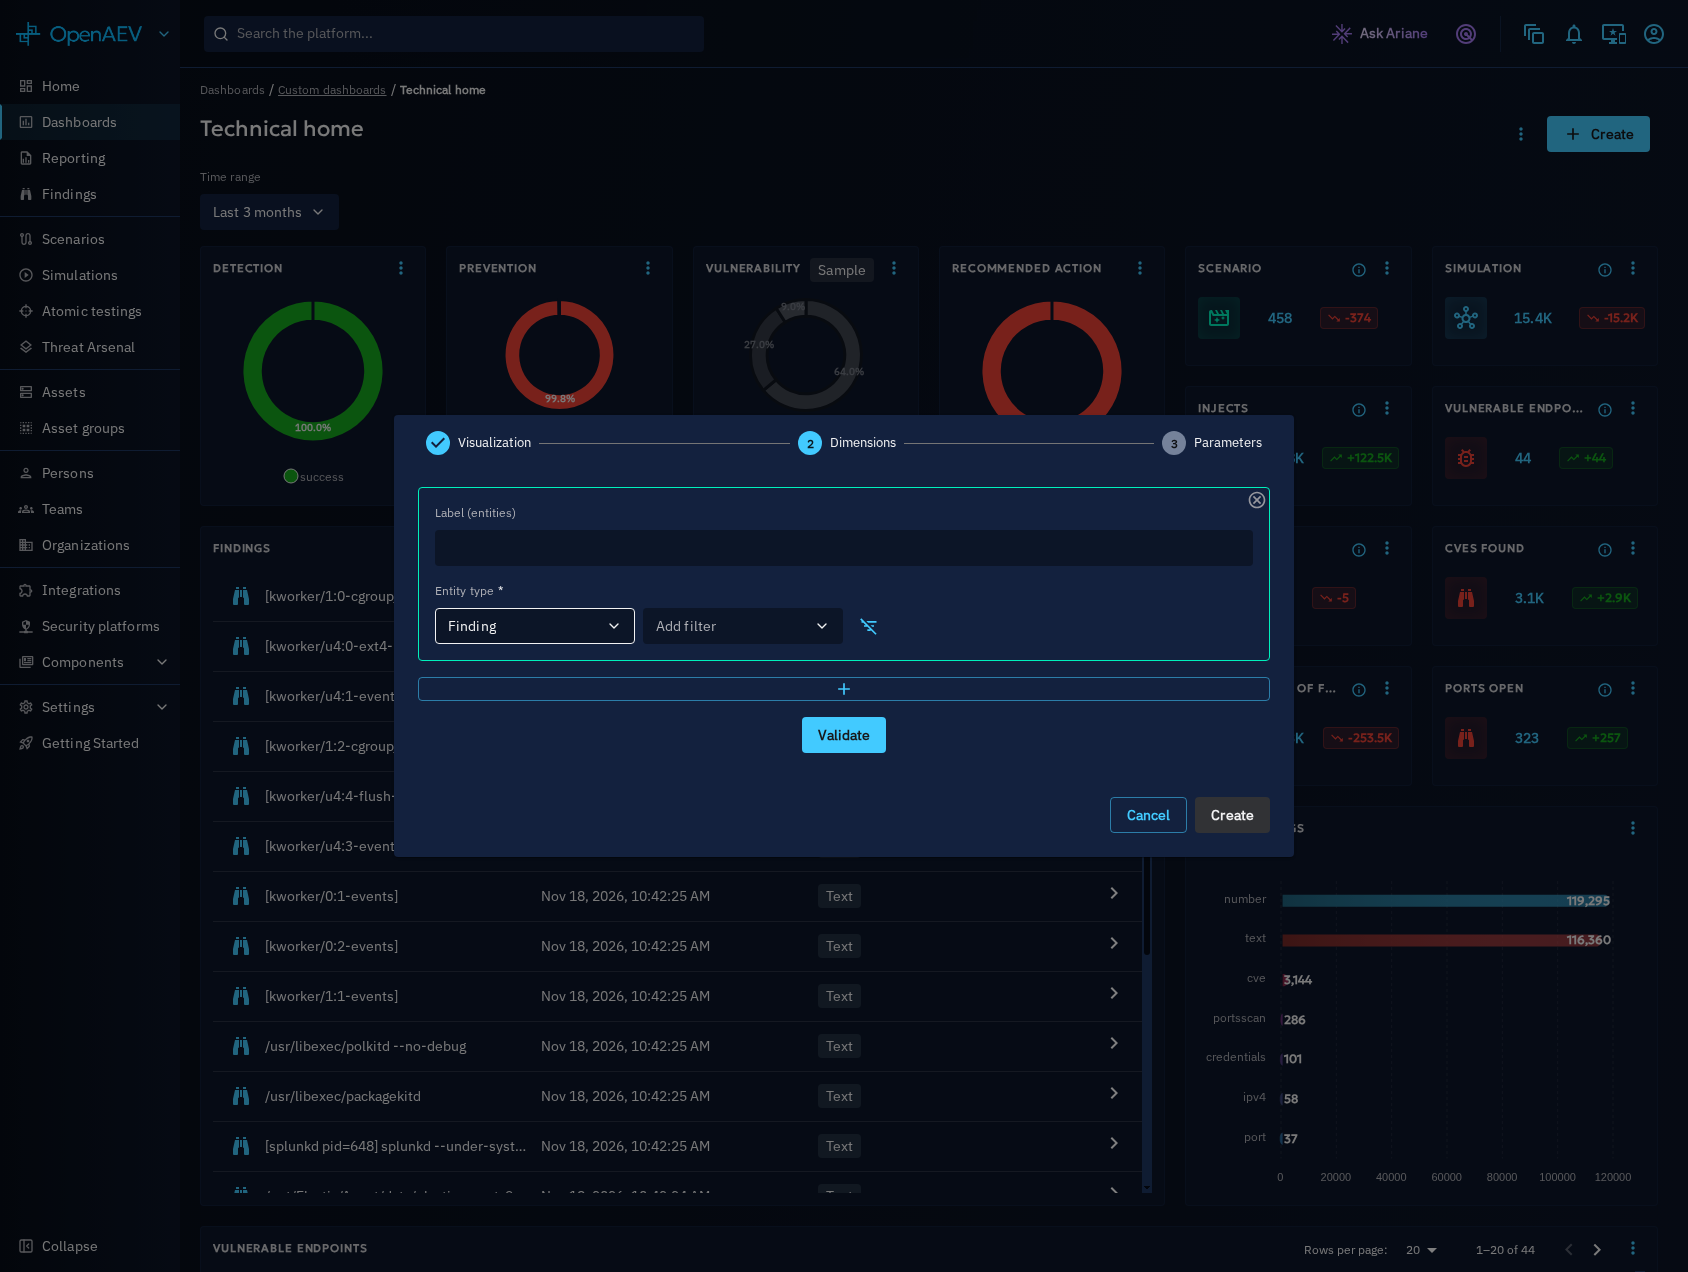 OpenAEV
Search the platform...
Ask Ariane
Home
Dashboards
Reporting
Findings
Scenarios
Simulations
Atomic testings
Threat Arsenal
Assets
Asset groups
Persons
Teams
Organizations
Integrations
Security platforms
Components
Settings
Getting Started
Collapse
Dashboards / Custom dashboards / Technical home
Technical home
Create
Time range
Last 3 months
DETECTION
100.0%
success
PREVENTION
99.8%
VULNERABILITY Sample
9.0%
27.0%
64.0%
RECOMMENDED ACTION
SCENARIO
458 -374
SIMULATION
15.4K -15.2K
INJECTS
K +122.5K
VULNERABLE ENDPO...
44 +44
-5
CVES FOUND
3.1K +2.9K
OF F...
K -253.5K
PORTS OPEN
323 +257
Visualization
2 Dimensions
3 Parameters
Label (entities)
Entity type *
Finding
Add filter
Validate
Cancel
Create
FINDINGS
[kworker/1:0-cgroup
[kworker/u4:0-ext4-
[kworker/u4:1-event
[kworker/1:2-cgroup
[kworker/u4:4-flush-
[kworker/u4:3-event
[kworker/0:1-events] Nov 18, 2026, 10:42:25 AM Text
[kworker/0:2-events] Nov 18, 2026, 10:42:25 AM Text
[kworker/1:1-events] Nov 18, 2026, 10:42:25 AM Text
/usr/libexec/polkitd --no-debug Nov 18, 2026, 10:42:25 AM Text
/usr/libexec/packagekitd Nov 18, 2026, 10:42:25 AM Text
[splunkd pid=648] splunkd --under-syst... Nov 18, 2026, 10:42:25 AM Text
GS
number 119,295
text 116,360
cve 3,144
portsscan 286
credentials 101
ipv4 58
port 37
0 20000 40000 60000 80000 100000 120000
VULNERABLE ENDPOINTS
Rows per page: 20 1–20 of 44